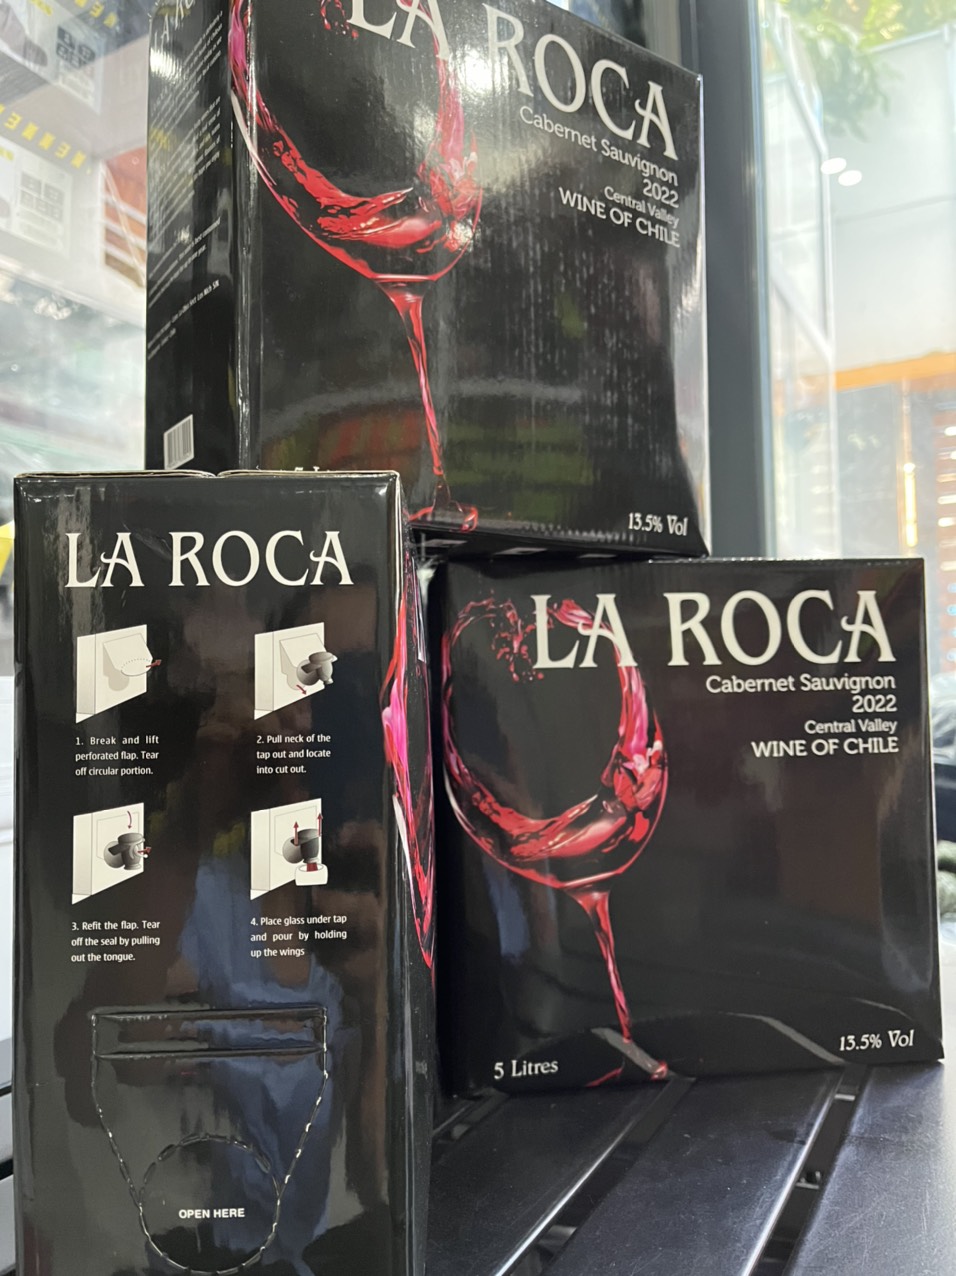 LA ROCA
Cabernet Sauvignon
2022
Central Valley
WINE OF CHILE
13.5% Vol
LA ROCA
1. Break and lift
perforated flap. Tear
off circular portion.
2. Pull neck of the
tap out and locate
into cut out.
3. Refit the flap. Tear
off the seal by pulling
out the tongue.
4. Place glass under tap
and pour by holding
up the wings
OPEN HERE
LA ROCA
Cabernet Sauvignon
2022
Central Valley
WINE OF CHILE
5 Litres
13.5% Vol